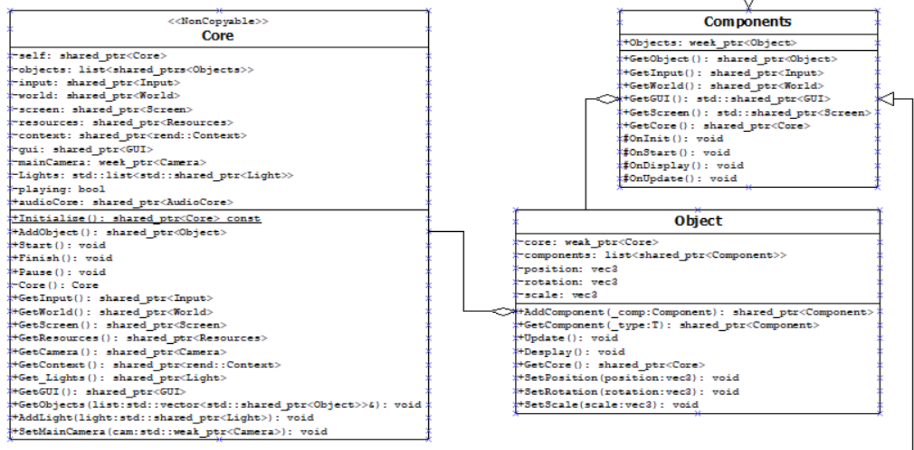 <<NonCopyable>>
Core
-self: shared_ptr<Core>
-objects: list<shared_ptrs<Objects>>
-input: shared_ptr<Input>
-world: shared_ptr<World>
-screen: shared_ptr<Screen>
-resources: shared_ptr<Resources>
-context: shared_ptr<rend::Context>
-gui: shared_ptr<GUI>
-mainCamera: week_ptr<Camera>
-Lights: std::list<std::shared_ptr<Light>>
-playing: bool
+audioCore: shared_ptr<AudioCore>
+Initialize(): shared_ptr<Core> const
+AddObject(): shared_ptr<Object>
+Start(): void
+Finish(): void
+Pause(): void
-Core(): Core
+GetInput(): shared_ptr<Input>
+GetWorld(): shared_ptr<World>
+GetScreen(): shared_ptr<Screen>
+GetResources(): shared_ptr<Resources>
+GetCamera(): shared_ptr<Camera>
+GetContext(): shared_ptr<rend::Context>
+Get_Lights(): shared_ptr<Light>
+GetGUI(): shared_ptr<GUI>
+GetObjects(list:std::vector<std::shared_ptr<Object>>&): void
+AddLight(light:std::shared_ptr<Light>): void
+SetMainCamera(cam:std::weak_ptr<Camera>): void
Components
+Objects: week_ptr<Object>
+GetObject(): shared_ptr<Object>
+GetInput(): shared_ptr<Input>
+GetWorld(): shared_ptr<World>
+GetGUI(): std::shared_ptr<GUI>
+GetScreen(): std::shared_ptr<Screen>
+GetCore(): shared_ptr<Core>
#OnInit(): void
#OnStart(): void
#OnDisplay(): void
#OnUpdate(): void
Object
-core: weak_ptr<Core>
-components: list<shared_ptr<Component>>
-position: vec3
-rotation: vec3
-scale: vec3
+AddComponent(_comp:Component): shared_ptr<Component>
+GetComponent(_type:T): shared_ptr<Component>
+Update(): void
+Desplay(): void
+GetCore(): shared_ptr<Core>
+SetPosition(position:vec3): void
+SetRotation(rotation:vec3): void
+SetScale(scale:vec3): void